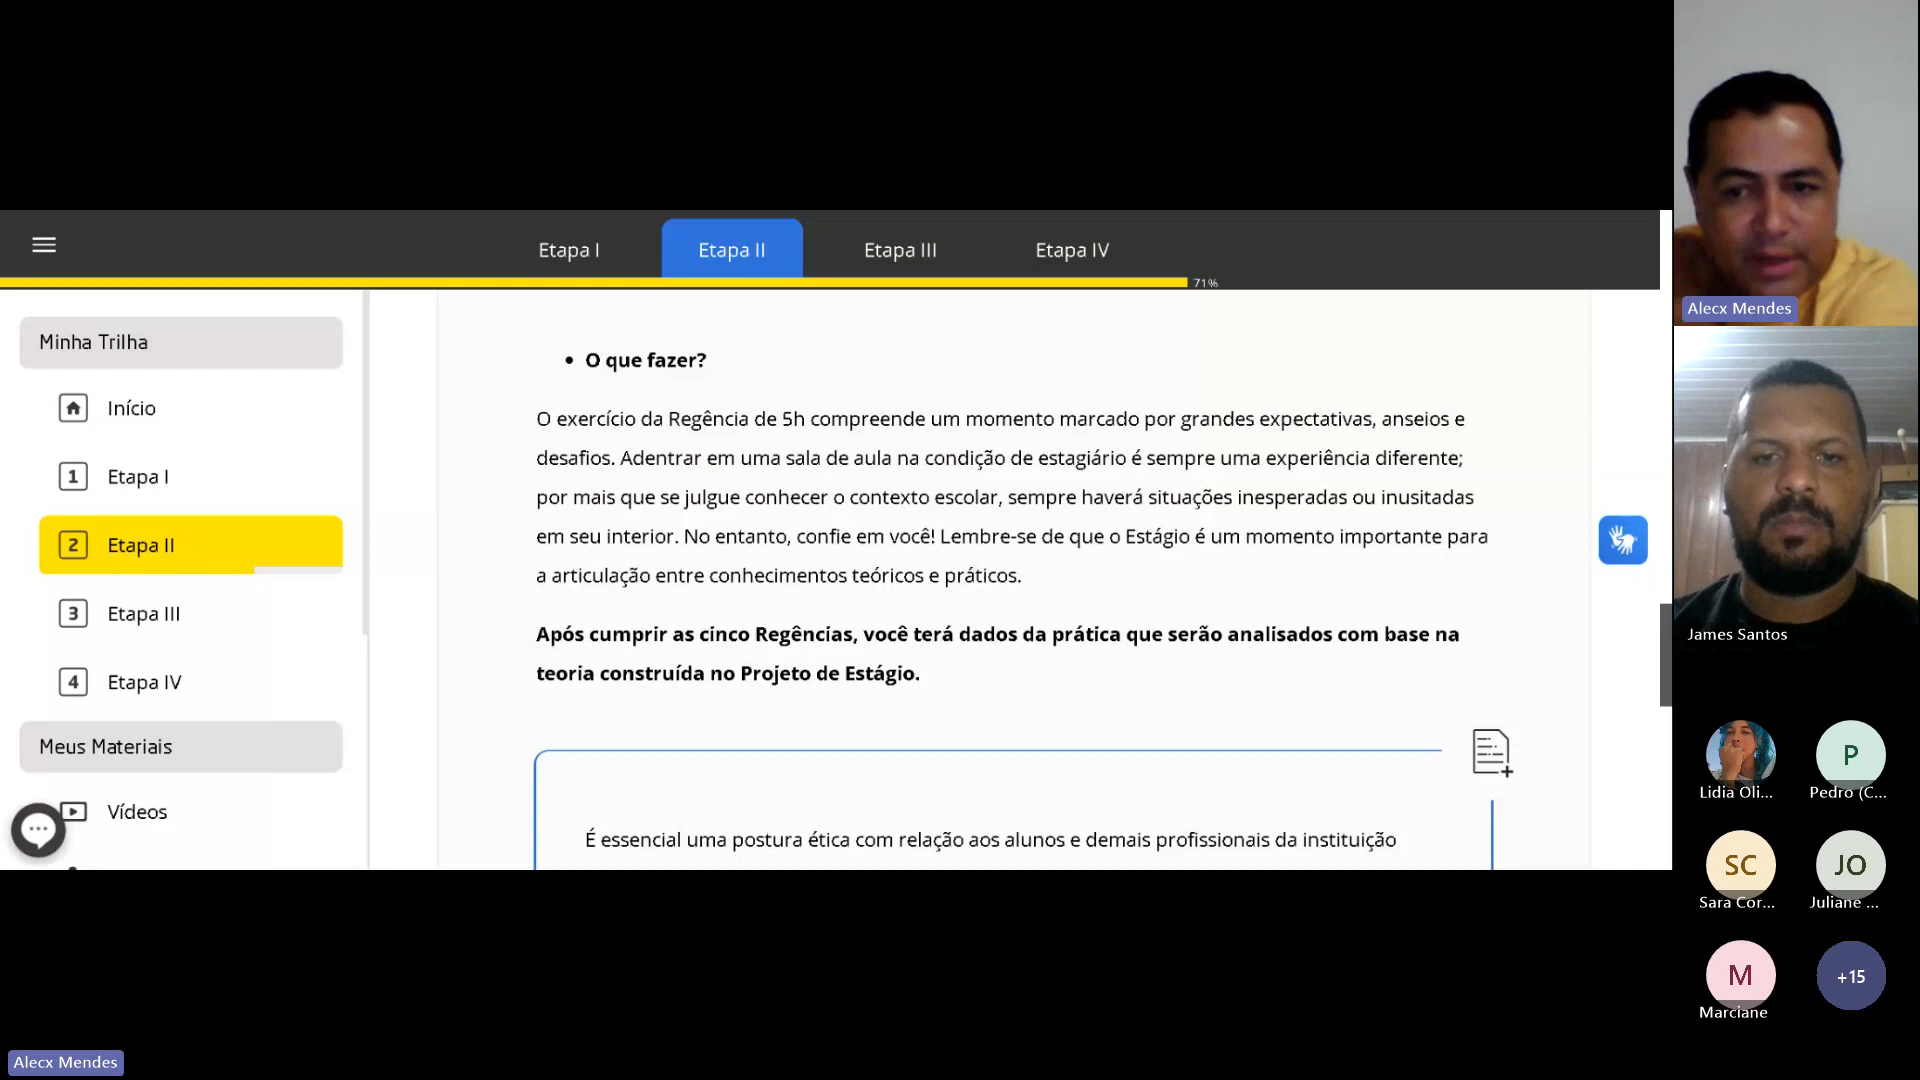 Etapa I
Etapa II
Etapa III
Etapa IV
71%
Minha Trilha
Início
1 Etapa I
2 Etapa II
3 Etapa III
4 Etapa IV
Meus Materiais
Vídeos
• O que fazer?
O exercício da Regência de 5h compreende um momento marcado por grandes expectativas, anseios e
desafios. Adentrar em uma sala de aula na condição de estagiário é sempre uma experiência diferente;
por mais que se julgue conhecer o contexto escolar, sempre haverá situações inesperadas ou inusitadas
em seu interior. No entanto, confie em você! Lembre-se de que o Estágio é um momento importante para
a articulação entre conhecimentos teóricos e práticos.
Após cumprir as cinco Regências, você terá dados da prática que serão analisados com base na
teoria construída no Projeto de Estágio.
É essencial uma postura ética com relação aos alunos e demais profissionais da instituição
Alecx Mendes
James Santos
Lidia Oli...
P
Pedro (C...
SC
Sara Cor...
JO
Juliane ...
M
Marciane
+15
Alecx Mendes